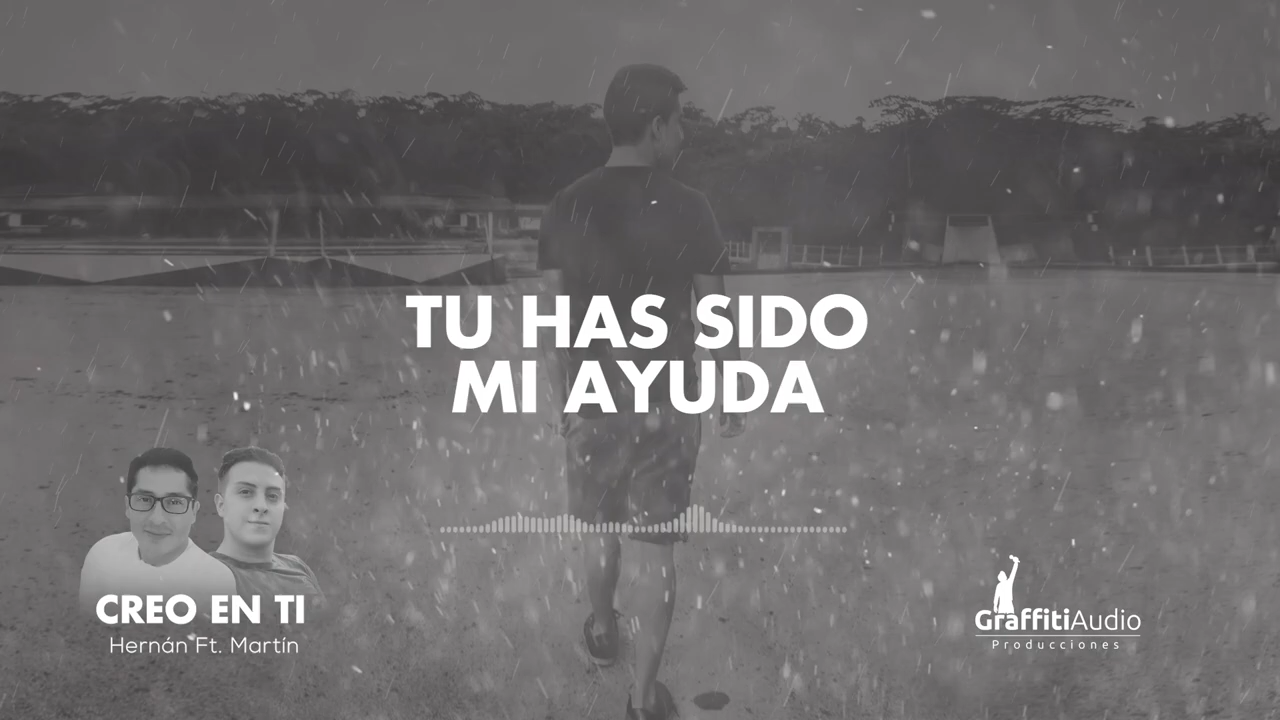 TU HAS SIDO
MI AYUDA
CREO EN TI
Hernán Ft. Martín
GraffitiAudio
Producciones